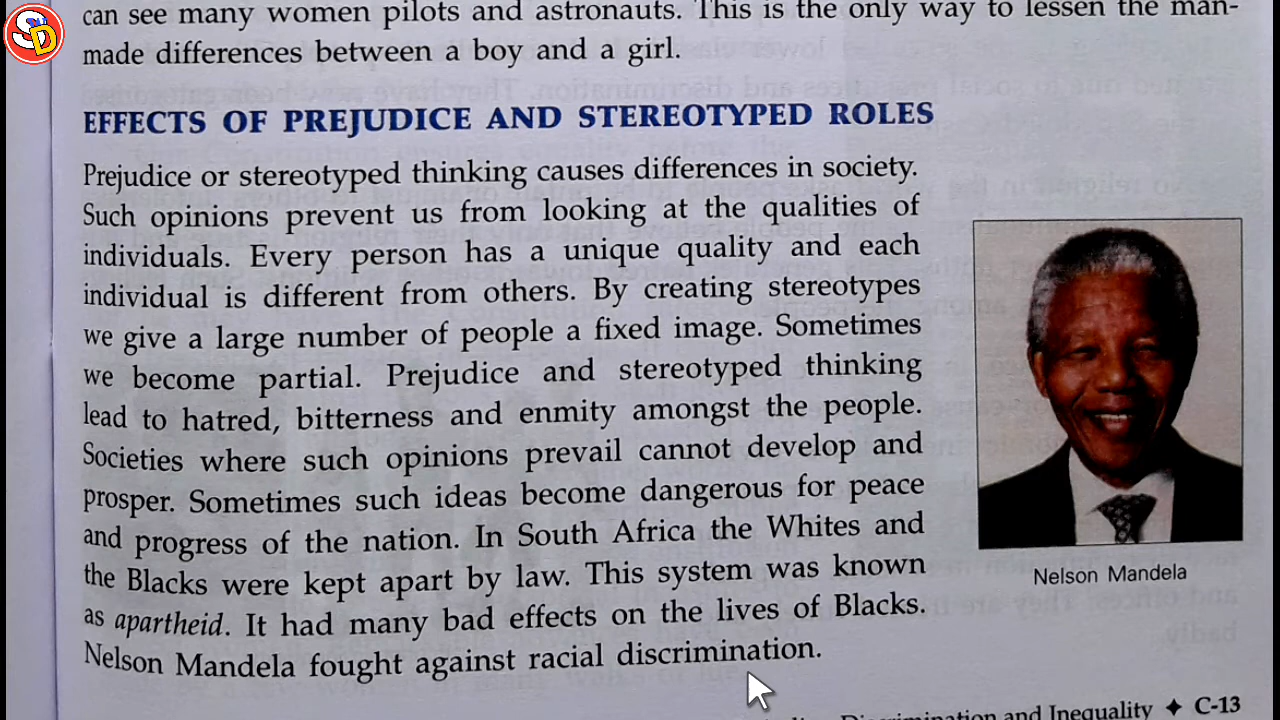 SD
can see many women pilots and astronauts. This is the only way to lessen the man-
made differences between a boy and a girl.
EFFECTS OF PREJUDICE AND STEREOTYPED ROLES
Prejudice or stereotyped thinking causes differences in society.
Such opinions prevent us from looking at the qualities of
individuals. Every person has a unique quality and each
individual is different from others. By creating stereotypes
we give a large number of people a fixed image. Sometimes
we become partial. Prejudice and stereotyped thinking
lead to hatred, bitterness and enmity amongst the people.
Societies where such opinions prevail cannot develop and
prosper. Sometimes such ideas become dangerous for peace
and progress of the nation. In South Africa the Whites and
the Blacks were kept apart by law. This system was known
as apartheid. It had many bad effects on the lives of Blacks.
Nelson Mandela fought against racial discrimination.
Nelson Mandela
Discrimination and Inequality ✦ C-13